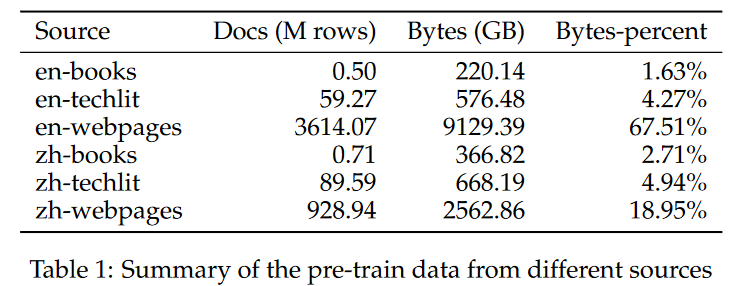 Source Docs (M rows) Bytes (GB) Bytes-percent
en-books 0.50 220.14 1.63%
en-techlit 59.27 576.48 4.27%
en-webpages 3614.07 9129.39 67.51%
zh-books 0.71 366.82 2.71%
zh-techlit 89.59 668.19 4.94%
zh-webpages 928.94 2562.86 18.95%
Table 1: Summary of the pre-train data from different sources